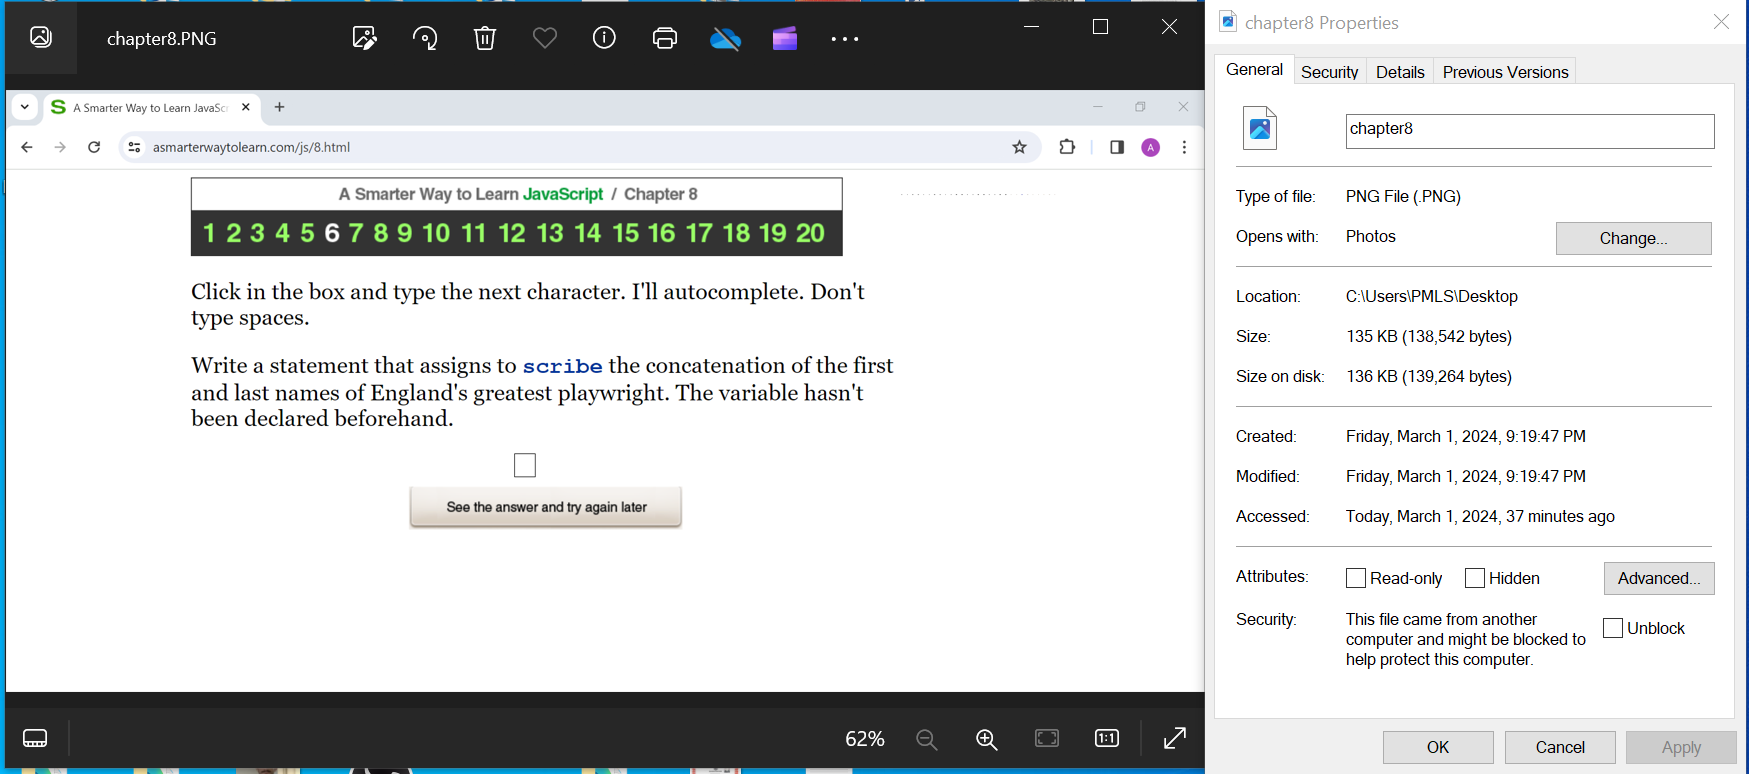 chapter8.PNG
A Smarter Way to Learn JavaScr
asmarterwaytolearn.com/js/8.html
A
A Smarter Way to Learn JavaScript / Chapter 8
1 2 3 4 5 6 7 8 9 10 11 12 13 14 15 16 17 18 19 20
Click in the box and type the next character. I'll autocomplete. Don't
type spaces.
Write a statement that assigns to scribe the concatenation of the first
and last names of England's greatest playwright. The variable hasn't
been declared beforehand.
See the answer and try again later
62%
1:1
chapter8 Properties
General Security Details Previous Versions
chapter8
Type of file: PNG File (.PNG)
Opens with: Photos Change...
Location: C:\Users\PMLS\Desktop
Size: 135 KB (138,542 bytes)
Size on disk: 136 KB (139,264 bytes)
Created: Friday, March 1, 2024, 9:19:47 PM
Modified: Friday, March 1, 2024, 9:19:47 PM
Accessed: Today, March 1, 2024, 37 minutes ago
Attributes: Read-only Hidden Advanced...
Security: This file came from another
computer and might be blocked to
help protect this computer.
Unblock
OK Cancel Apply